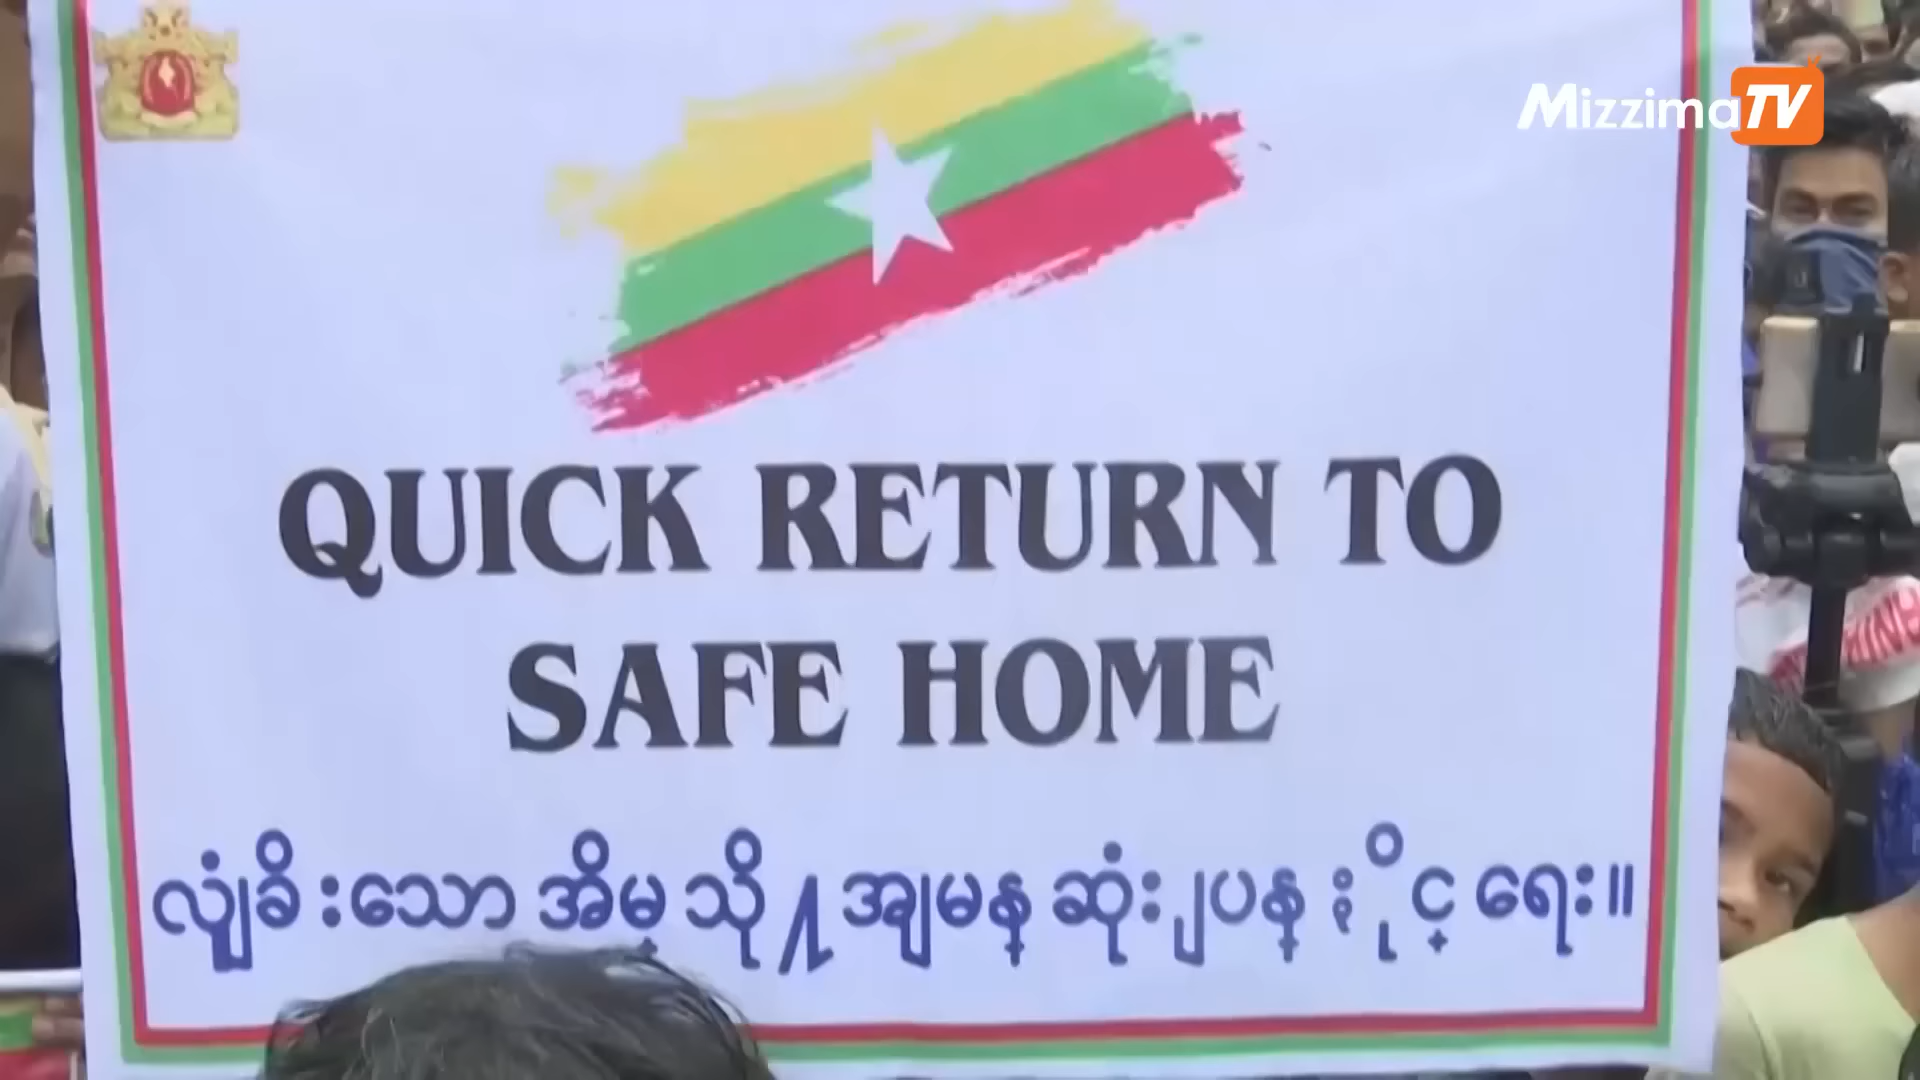 MizzimaTV
QUICK RETURN TO
SAFE HOME
လုံျခံဳ းေသာ အိမ္ သို ႔ အျမန္ ဆုံး ျပန္ ႏိုင္ ေရး။